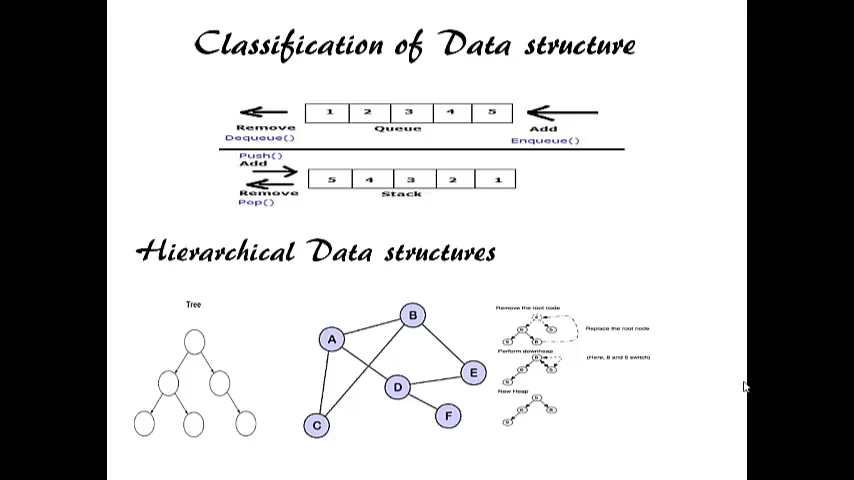 Classification of Data structure
1 2 3 4 5
Remove Queue Add
Dequeue() Enqueue()
Push()
Add
5 4 3 2 1
Remove Stack
Pop()
Hierarchical Data structures
Tree
A
B
C
D
E
F
Remove the root node
Replace the root node
Perform downheap
(Here, 8 and 5 switch)
New Heap